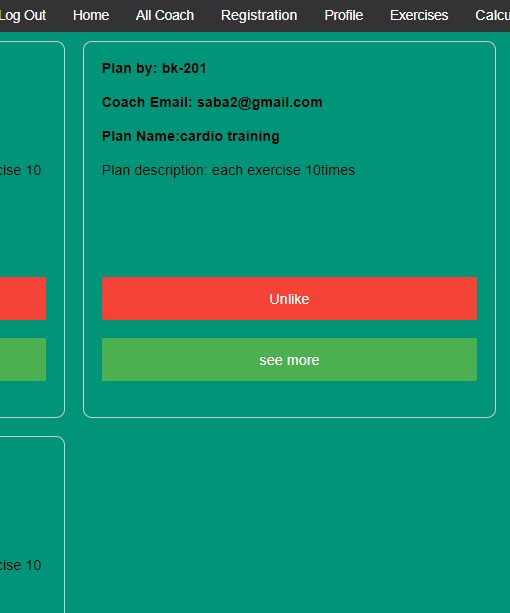 Log Out Home All Coach Registration Profile Exercises Calcu
Plan by: bk-201
Coach Email: saba2@gmail.com
Plan Name:cardio training
cise 10
Plan description: each exercise 10times
Unlike
see more
cise 10